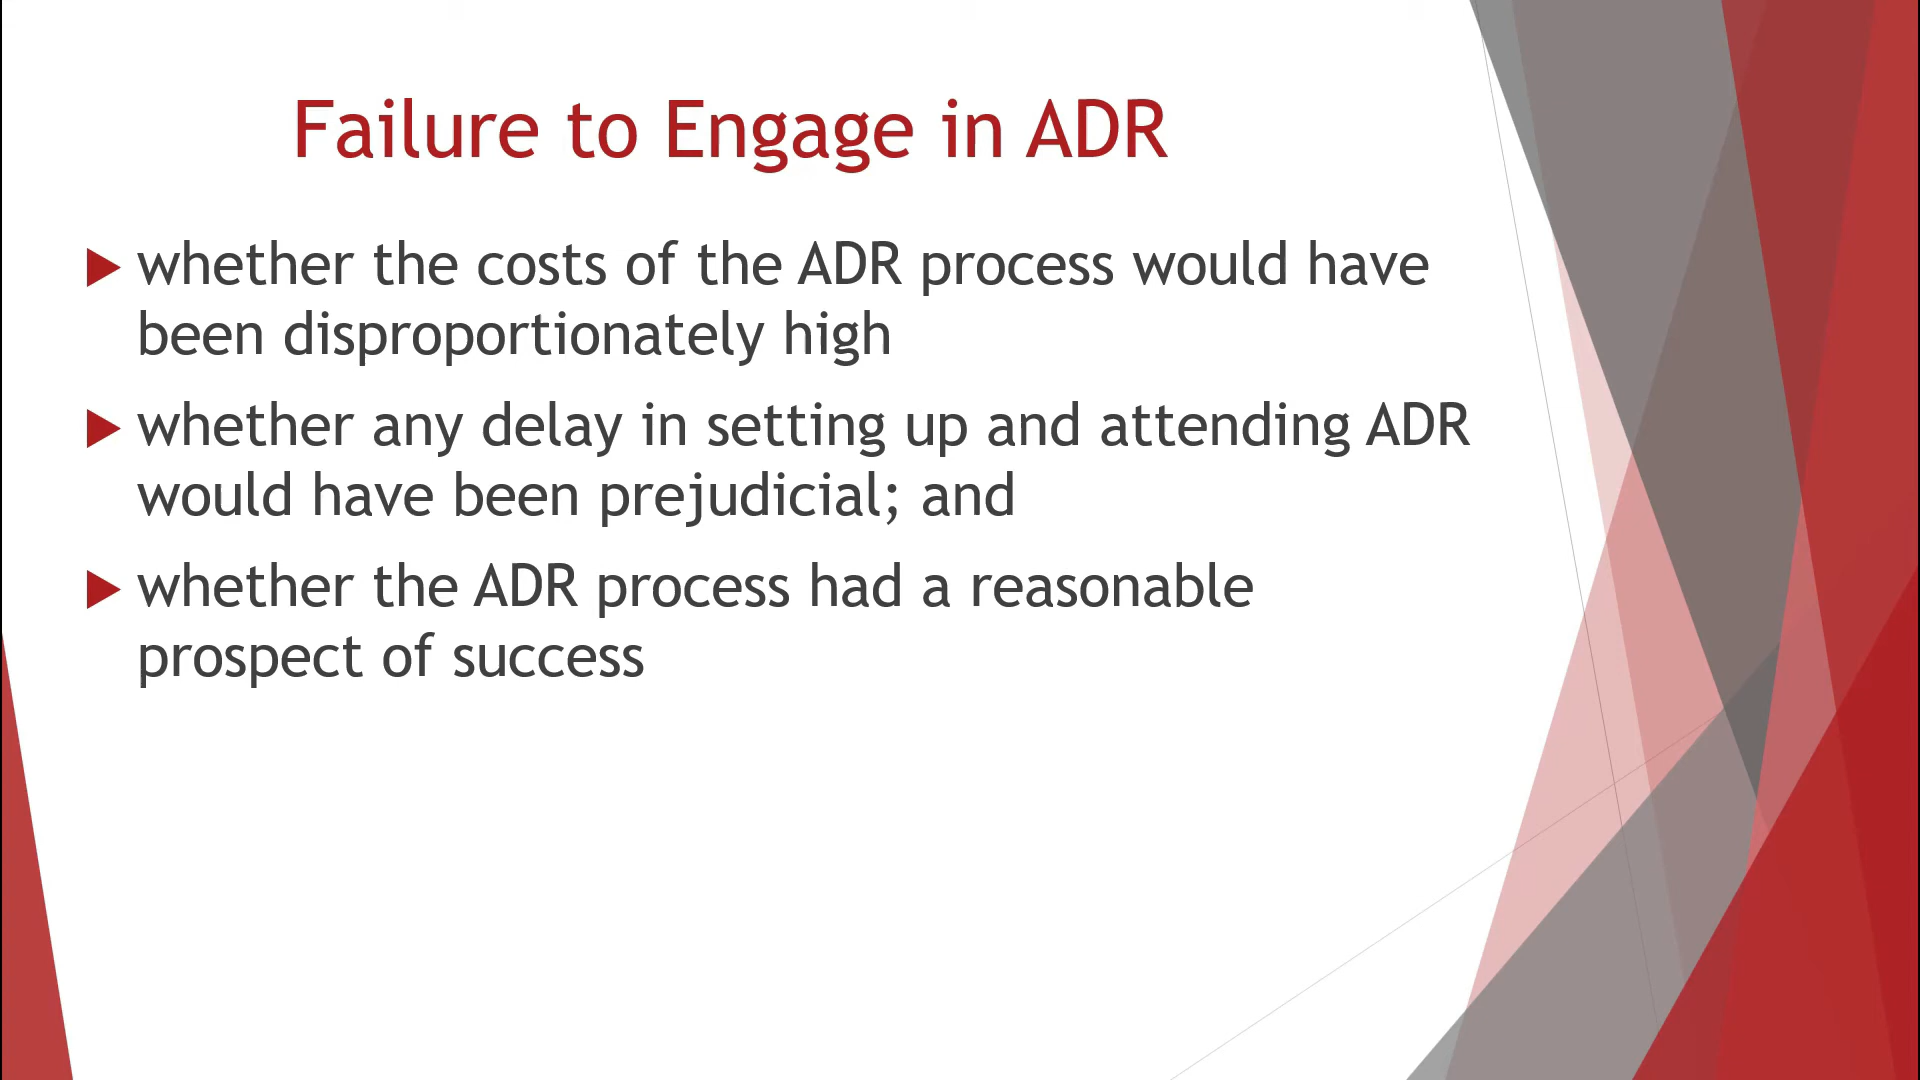 Failure to Engage in ADR
whether the costs of the ADR process would have
been disproportionately high
whether any delay in setting up and attending ADR
would have been prejudicial; and
whether the ADR process had a reasonable
prospect of success